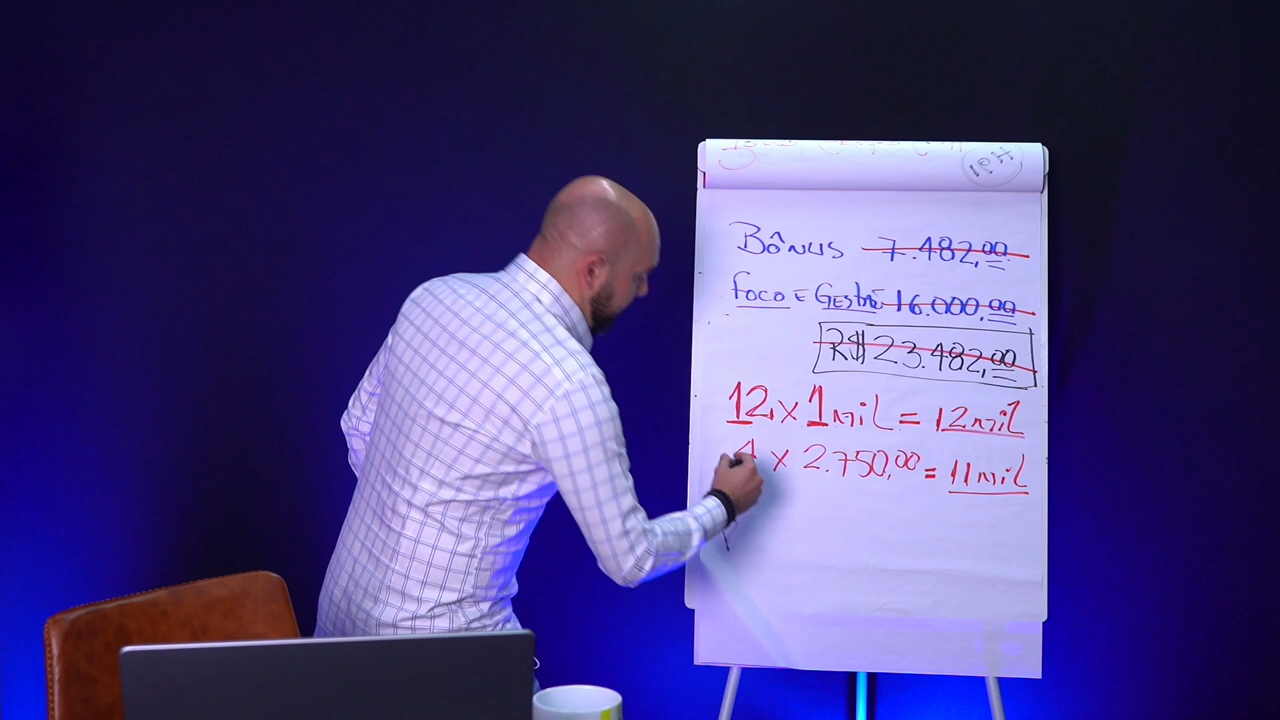 BÔNUS 7.482,00
FOCO E GESTÃO 16.000,00
R$ 23.482,00
12 x 1 mil = 12 mil
4 x 2.750,00 = 11 mil